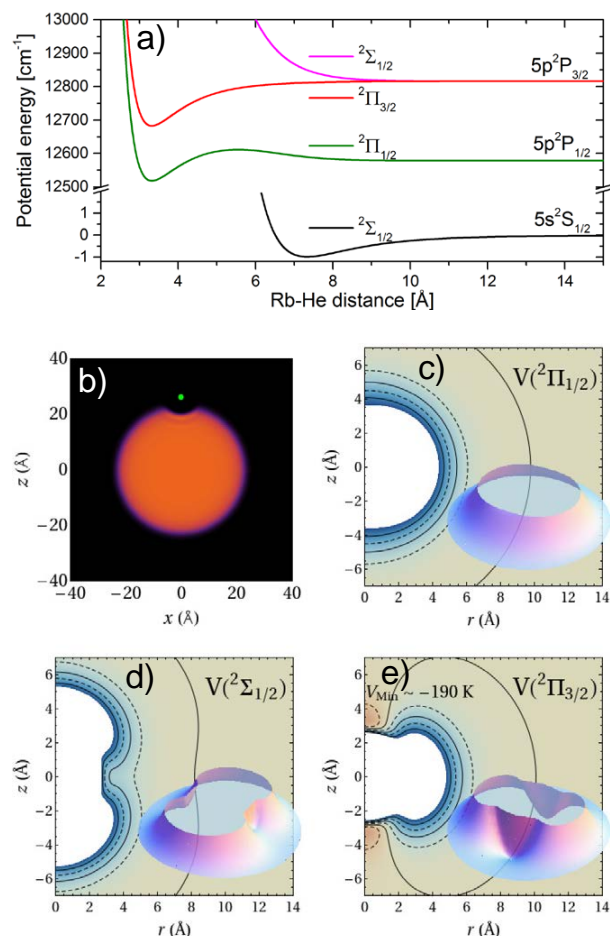 a)
Potential energy [cm⁻¹]
13000
12900
12800
12700
12600
12500
1
0
-1
²Σ₁/₂
5p²P₃/₂
²Π₃/₂
5p²P₁/₂
²Π₁/₂
²Σ₁/₂
5s²S₁/₂
2 4 6 8 10 12 14
Rb-He distance [Å]
b)
z (Å)
40
20
0
−20
−40
−40 −20 0 20 40
x (Å)
c)
V(²Π₁/₂)
z (Å)
6
4
2
0
−2
−4
−6
0 2 4 6 8 10 12 14
r (Å)
d)
V(²Σ₁/₂)
z (Å)
6
4
2
0
−2
−4
−6
0 2 4 6 8 10 12 14
r (Å)
e)
V(²Π₃/₂)
V_Min ~ −190 K
z (Å)
6
4
2
0
−2
−4
−6
0 2 4 6 8 10 12 14
r (Å)